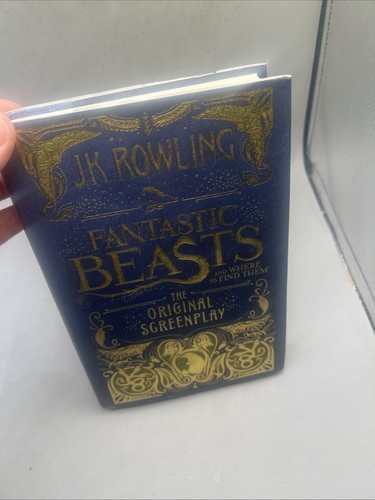 J.K. ROWLING
FANTASTIC
BEASTS
AND WHERE
TO FIND THEM
THE
ORIGINAL
SCREENPLAY